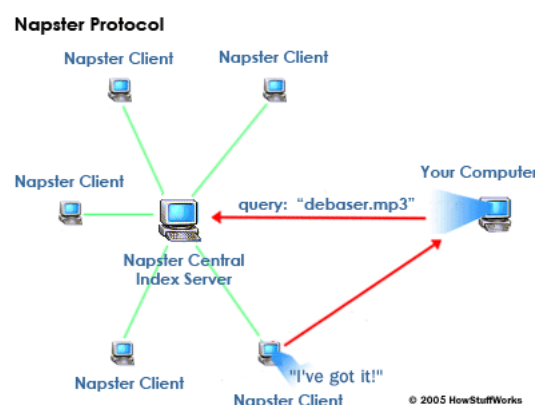 Napster Protocol
Napster Client
Napster Client
Your Computer
Napster Client
query: “debaser.mp3”
Napster Central
Index Server
"I've got it!"
Napster Client
Napster Client
© 2005 HowStuffWorks